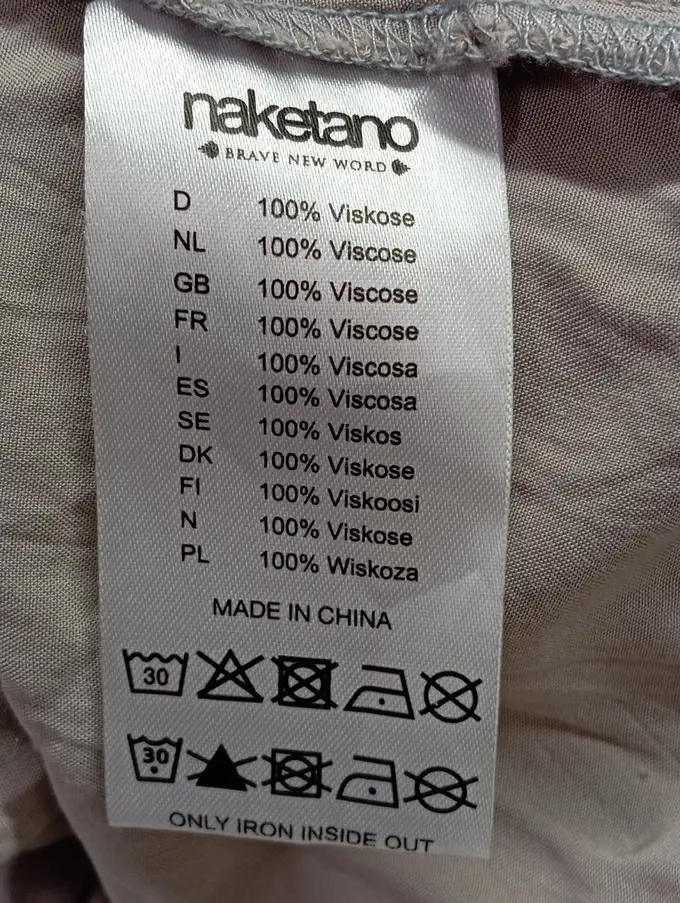 naketano
BRAVE NEW WORD
D 100% Viskose
NL 100% Viscose
GB 100% Viscose
FR 100% Viscose
I 100% Viscosa
ES 100% Viscosa
SE 100% Viskos
DK 100% Viskose
FI 100% Viskoosi
N 100% Viskose
PL 100% Wiskoza
MADE IN CHINA
30
30
ONLY IRON INSIDE OUT